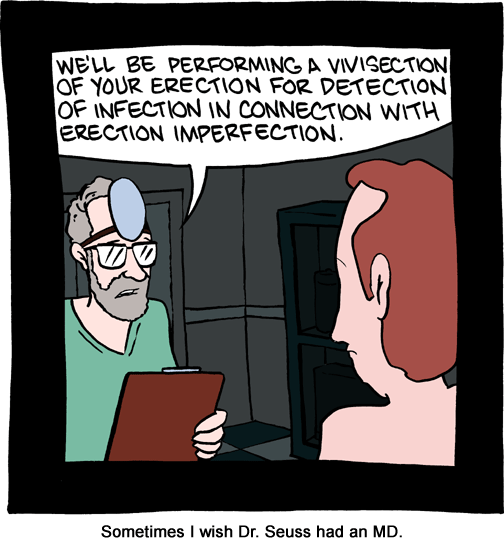 WE'LL BE PERFORMING A VIVISECTION
OF YOUR ERECTION FOR DETECTION
OF INFECTION IN CONNECTION WITH
ERECTION IMPERFECTION.
Sometimes I wish Dr. Seuss had an MD.